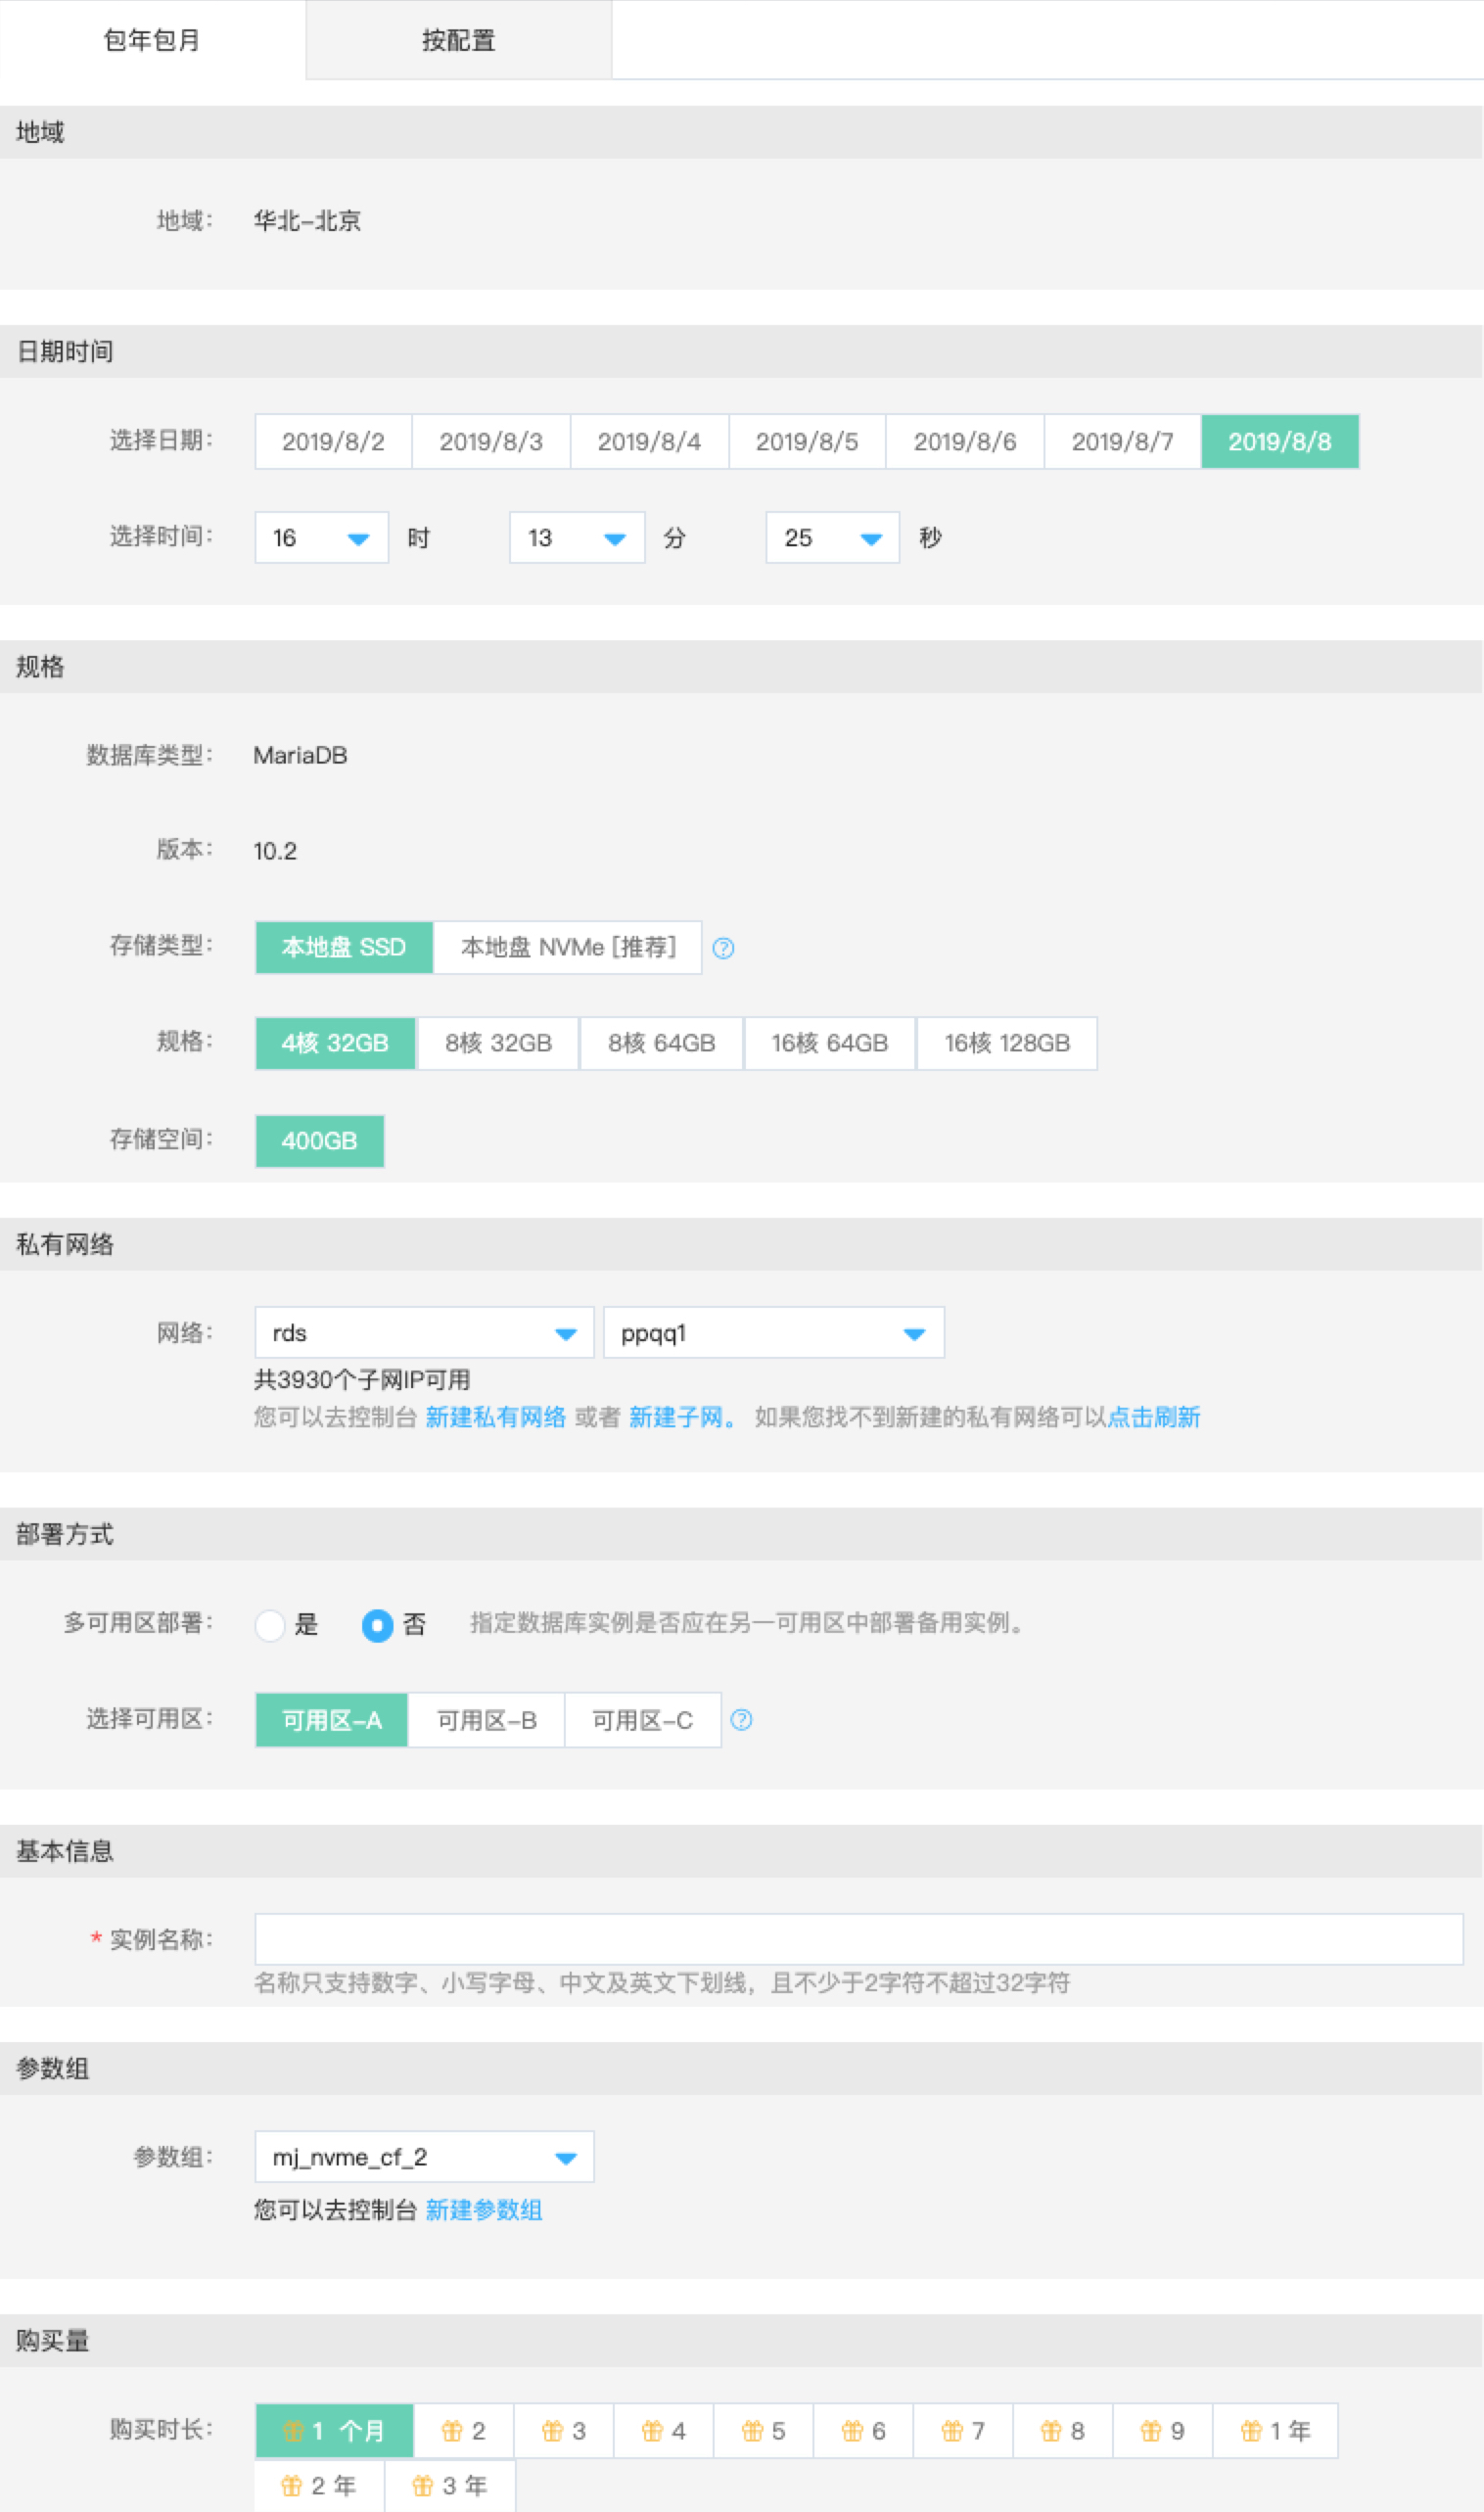 包年包月 按配置
地域
地域： 华北-北京
日期时间
选择日期： 2019/8/2 2019/8/3 2019/8/4 2019/8/5 2019/8/6 2019/8/7 2019/8/8
选择时间： 16 时 13 分 25 秒
规格
数据库类型： MariaDB
版本： 10.2
存储类型： 本地盘 SSD 本地盘 NVMe [推荐]
规格： 4核 32GB 8核 32GB 8核 64GB 16核 64GB 16核 128GB
存储空间： 400GB
私有网络
网络： rds ppqq1
共3930个子网IP可用
您可以去控制台 新建私有网络 或者 新建子网。 如果您找不到新建的私有网络可以点击刷新
部署方式
多可用区部署： 是 否 指定数据库实例是否应在另一可用区中部署备用实例。
选择可用区： 可用区-A 可用区-B 可用区-C
基本信息
* 实例名称：
名称只支持数字、小写字母、中文及英文下划线，且不少于2字符不超过32字符
参数组
参数组： mj_nvme_cf_2
您可以去控制台 新建参数组
购买量
购买时长： 1 个月 2 3 4 5 6 7 8 9 1 年
2 年 3 年